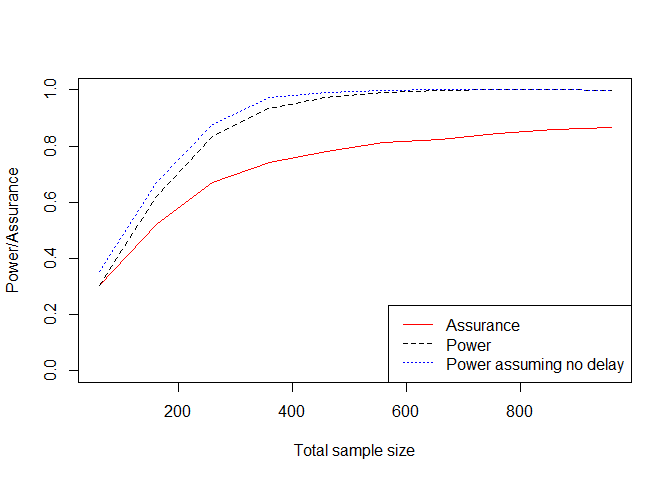 Power/Assurance
1.0
0.8
0.6
0.4
0.2
0.0
Assurance
Power
Power assuming no delay
200 400 600 800
Total sample size